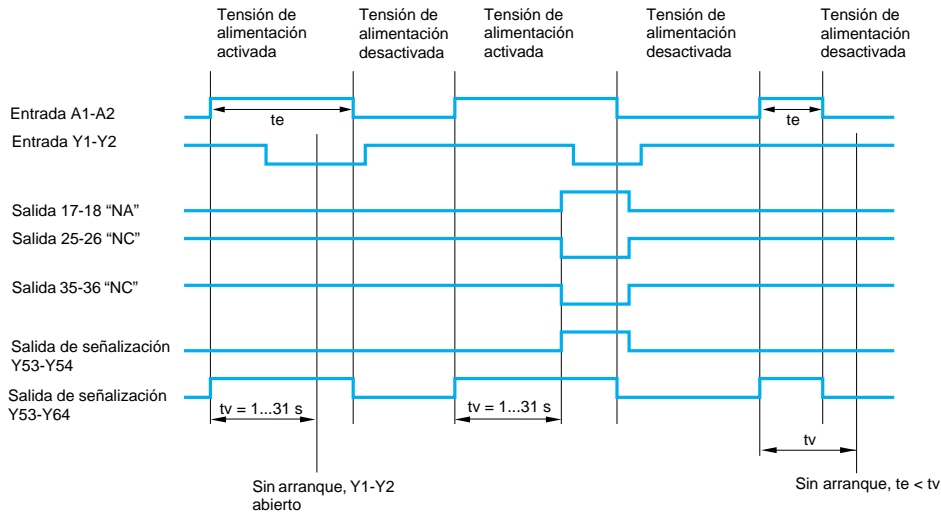 Tensión de
alimentación
activada
Tensión de
alimentación
desactivada
Tensión de
alimentación
activada
Tensión de
alimentación
desactivada
Tensión de
alimentación
desactivada
Entrada A1-A2
te
te
Entrada Y1-Y2
Salida 17-18 “NA”
Salida 25-26 “NC”
Salida 35-36 “NC”
Salida de señalización
Y53-Y54
Salida de señalización
Y53-Y64
tv = 1...31 s
tv = 1...31 s
tv
Sin arranque, Y1-Y2
abierto
Sin arranque, te < tv